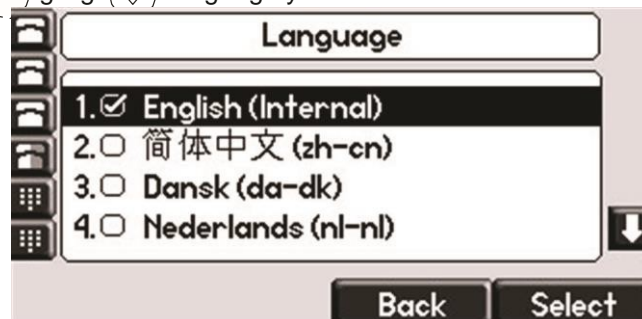 Language
1. English (Internal)
2. 简体中文 (zh-cn)
3. Dansk (da-dk)
4. Nederlands (nl-nl)
Back Select